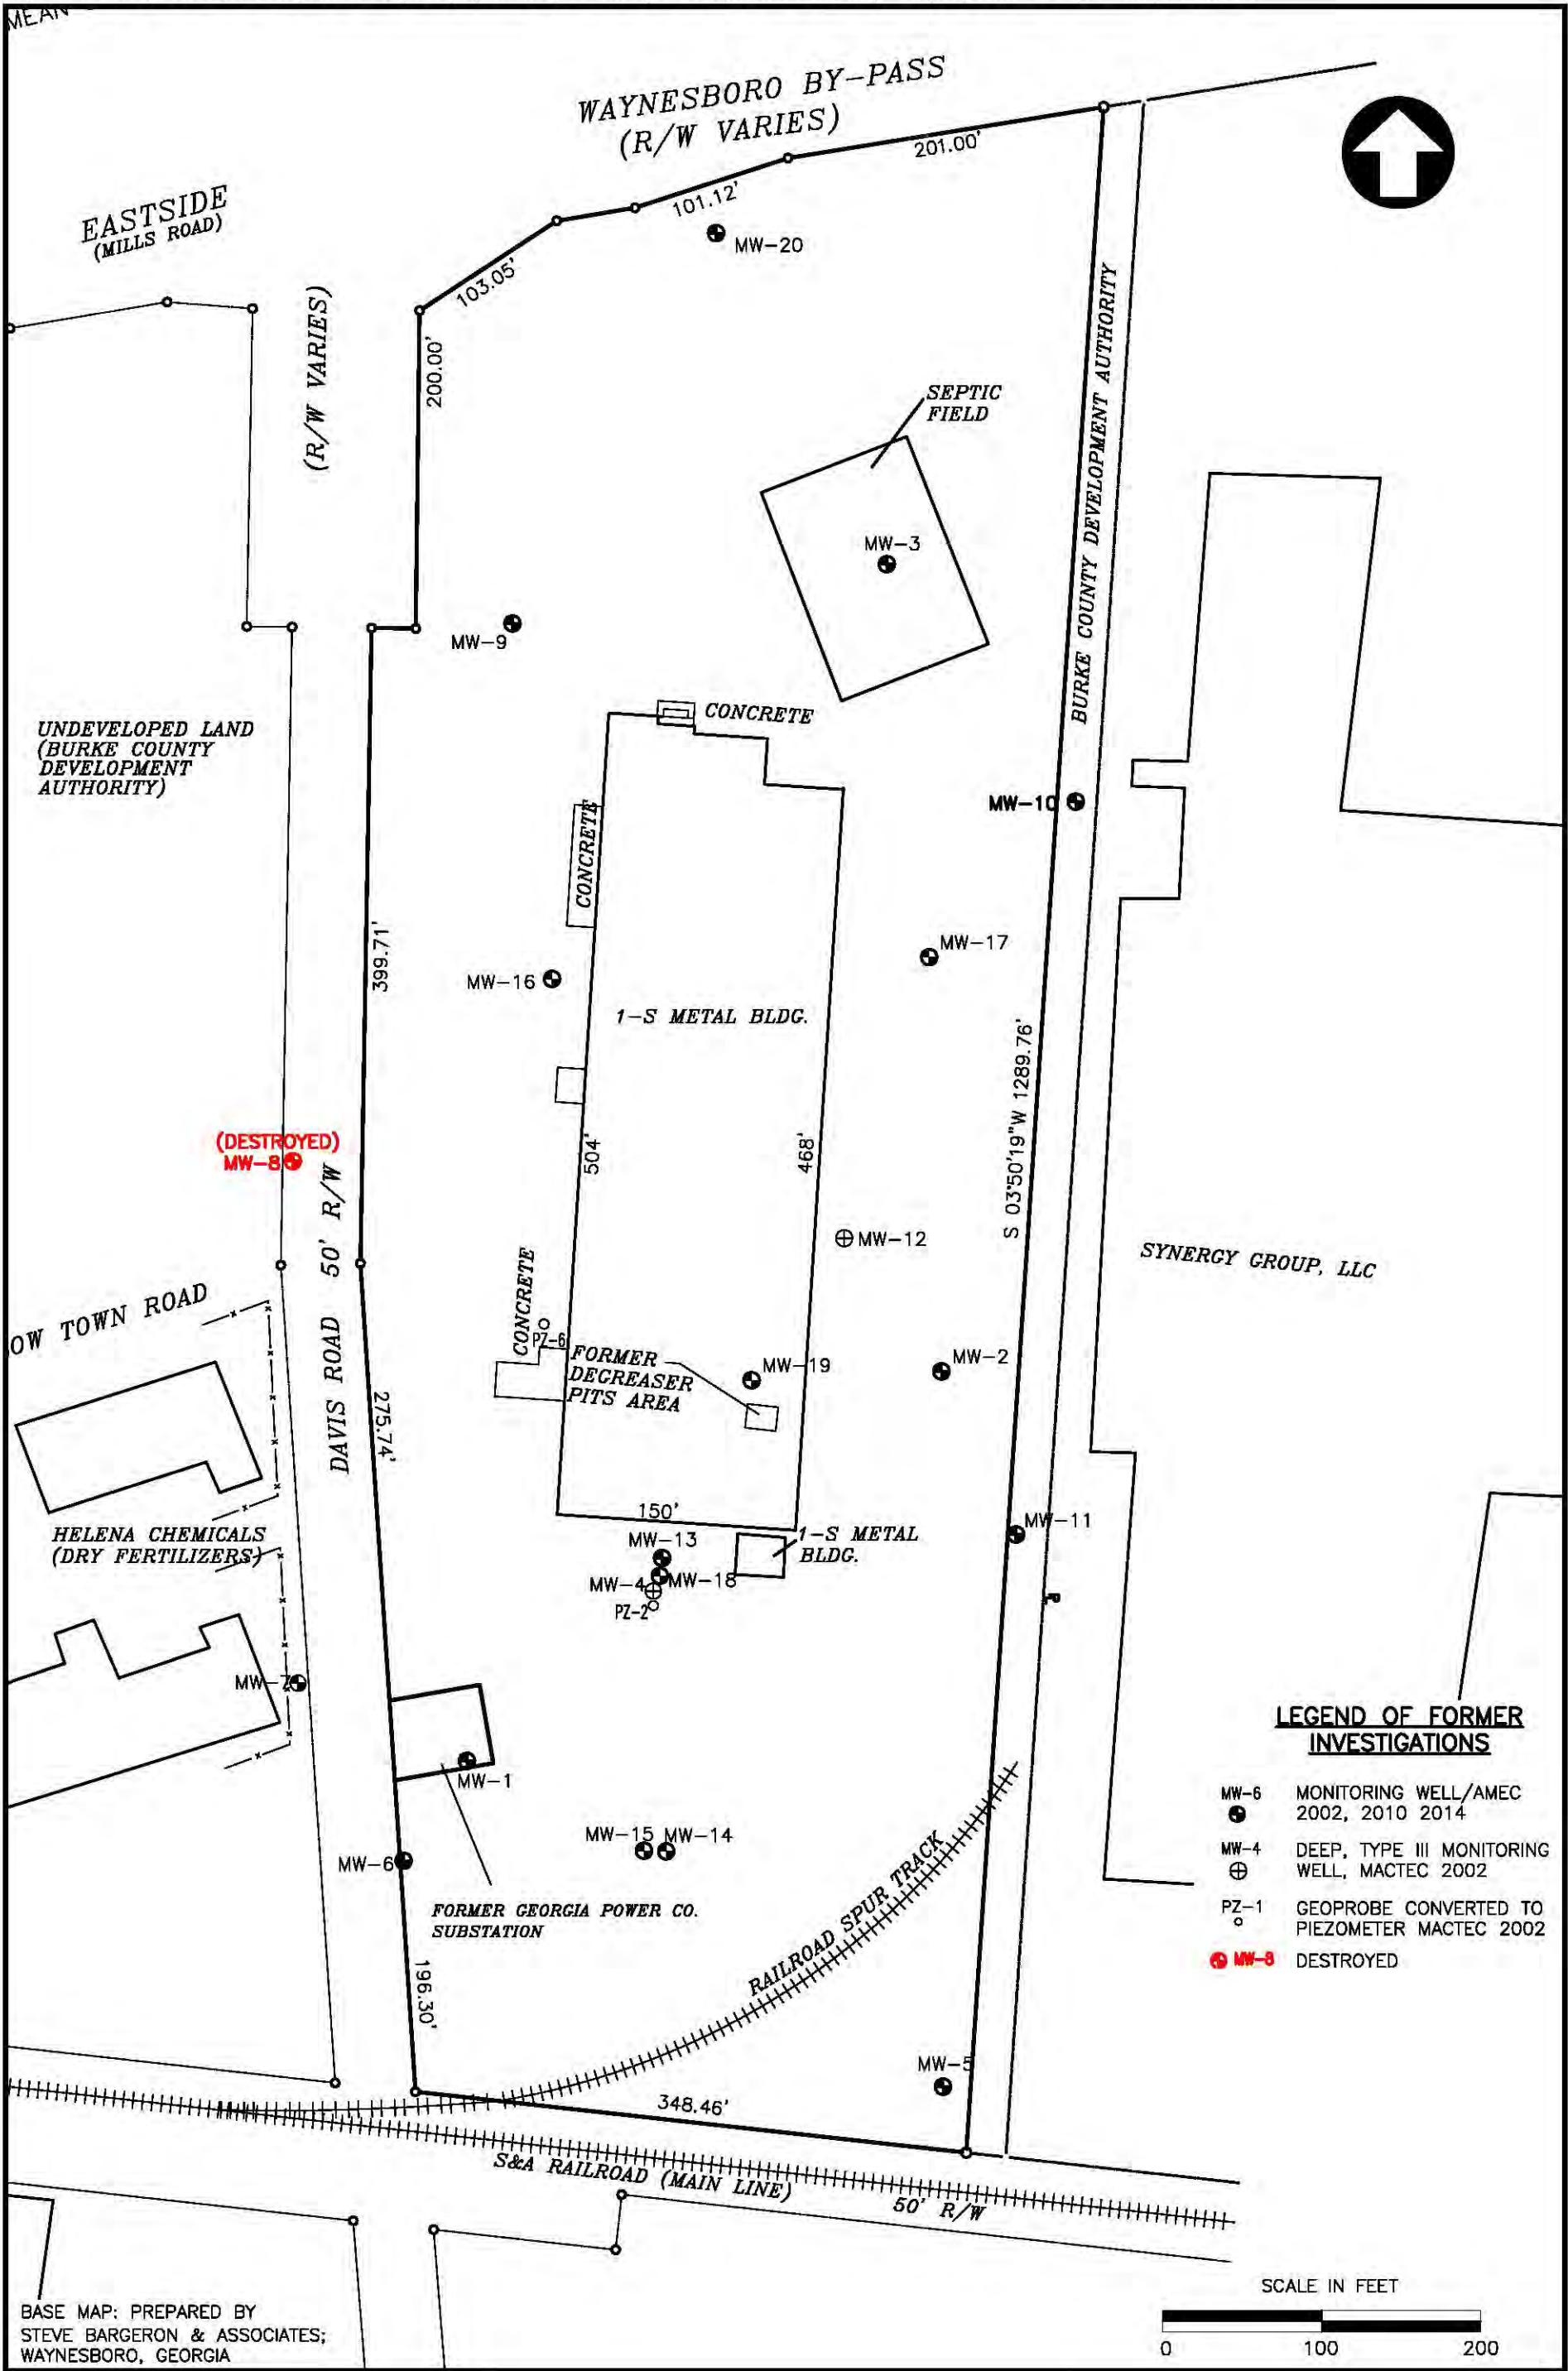 MEAN
WAYNESBORO BY-PASS
(R/W VARIES)
201.00'
101.12'
EASTSIDE
(MILLS ROAD)
MW-20
103.05'
(R/W VARIES)
200.00'
BURKE COUNTY DEVELOPMENT AUTHORITY
SEPTIC
FIELD
MW-3
MW-9
CONCRETE
UNDEVELOPED LAND
(BURKE COUNTY
DEVELOPMENT
AUTHORITY)
MW-10
CONCRETE
399.71'
MW-17
MW-16
1-S METAL BLDG.
S 03°50'19"W 1289.76'
(DESTROYED)
MW-8
504'
468'
DAVIS ROAD 50' R/W
MW-12
SYNERGY GROUP, LLC
OW TOWN ROAD
CONCRETE
PZ-6
FORMER
DEGREASER
PITS AREA
MW-19
MW-2
275.74'
150'
MW-11
HELENA CHEMICALS
(DRY FERTILIZERS)
MW-13
1-S METAL
BLDG.
MW-4
MW-18
PZ-2
P
MW-7
LEGEND OF FORMER
INVESTIGATIONS
MW-1
MW-6
MONITORING WELL/AMEC
2002, 2010 2014
MW-4
DEEP, TYPE III MONITORING
WELL, MACTEC 2002
PZ-1
GEOPROBE CONVERTED TO
PIEZOMETER MACTEC 2002
MW-8
DESTROYED
MW-15
MW-14
MW-6
FORMER GEORGIA POWER CO.
SUBSTATION
RAILROAD SPUR TRACK
196.30'
MW-5
348.46'
S&A RAILROAD (MAIN LINE)
50' R/W
SCALE IN FEET
0
100
200
BASE MAP: PREPARED BY
STEVE BARGERON & ASSOCIATES;
WAYNESBORO, GEORGIA